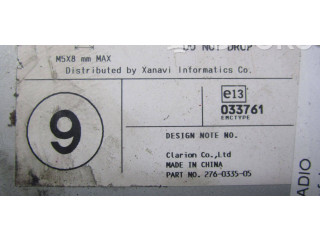 DO NOT DROP
M5X8 mm MAX
Distributed by Xanavi Informatics Co.
9
e13
033761
EMCTYPE
DESIGN NOTE NO.
Clarion Co.,Ltd
MADE IN CHINA
PART NO. 276-0335-05
RADIO